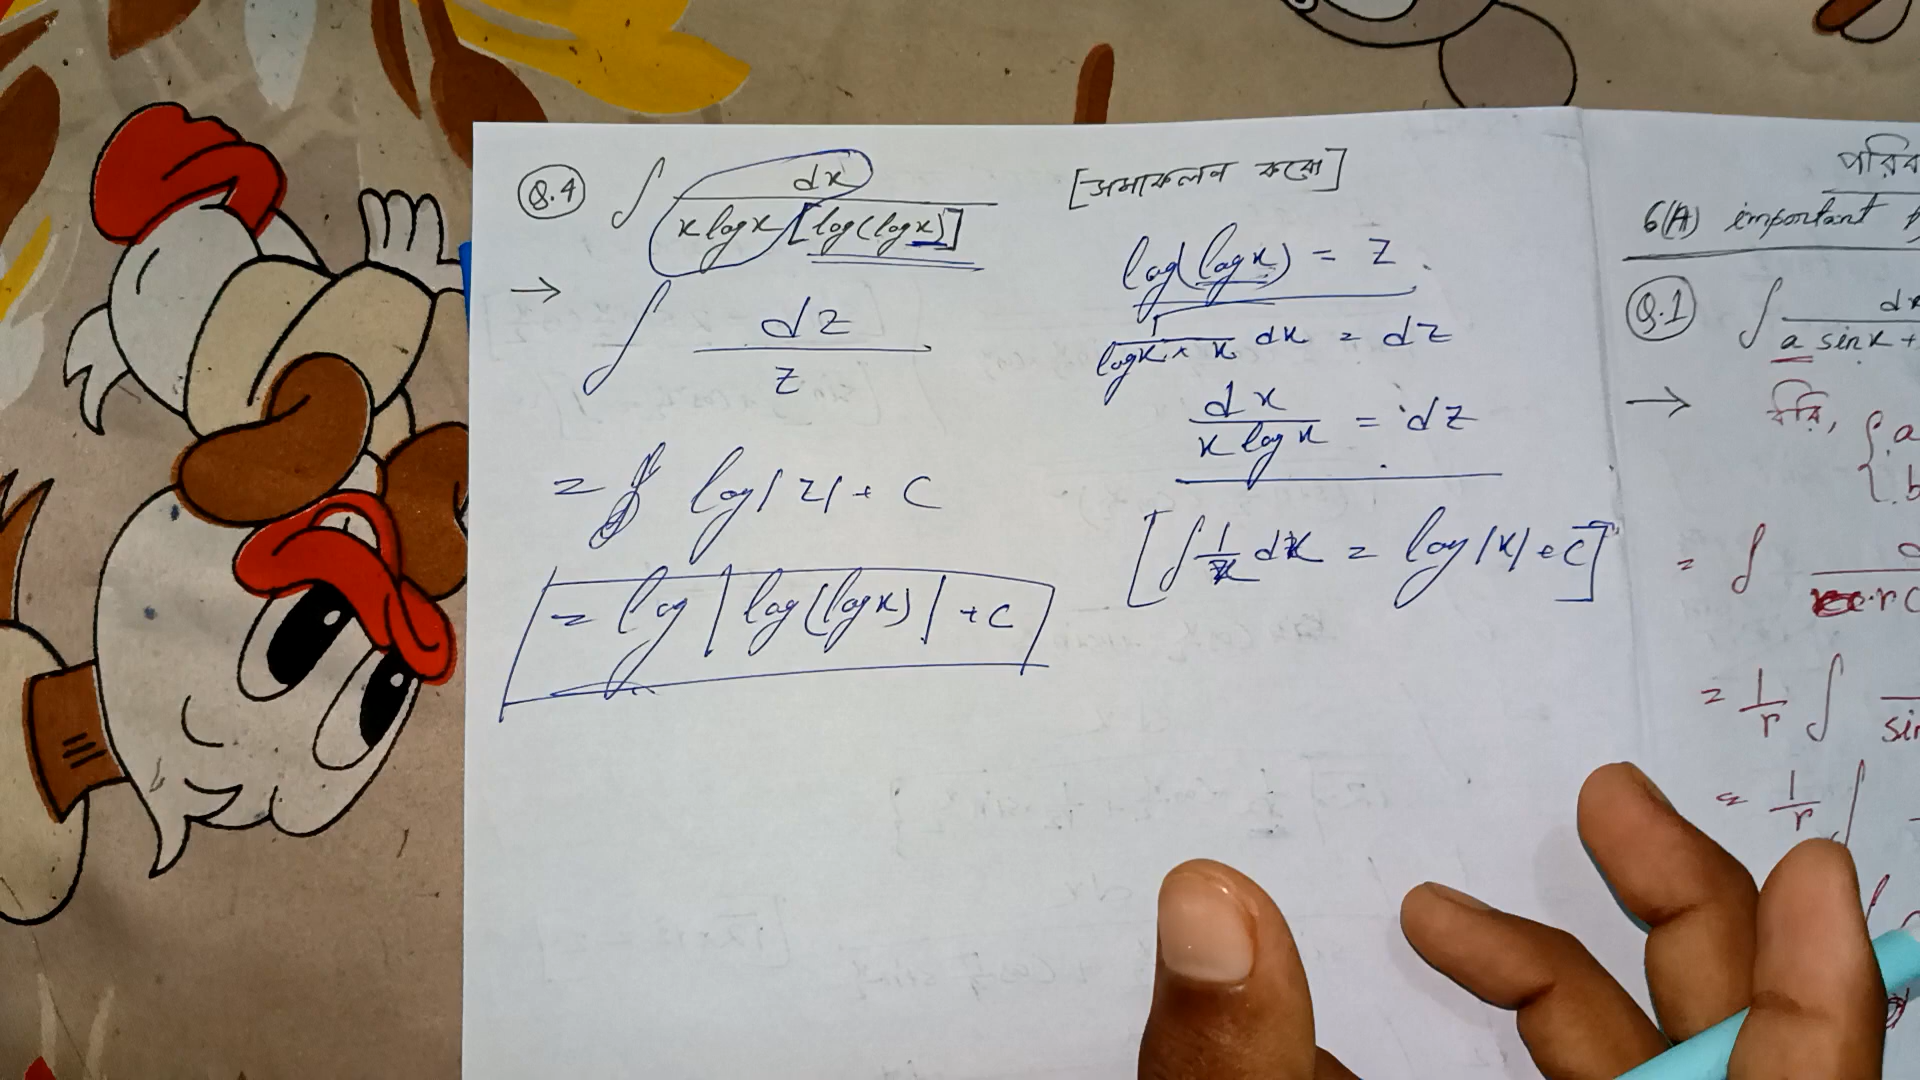 Q.4 ∫ dx / x log x [log(log x)] [সমাকলন করো]
→ ∫ dz / z
= log|z| + c
= log|log(log x)| + c
log(log x) = z
1 / log x × x dx = dz
dx / x log x = dz
[∫ 1/x dx = log|x| + c]
6(A) important
Q.1 ∫ / a sin x +
→ ধরি, { a
b
= ∫
= 1/r ∫
= 1/r ∫